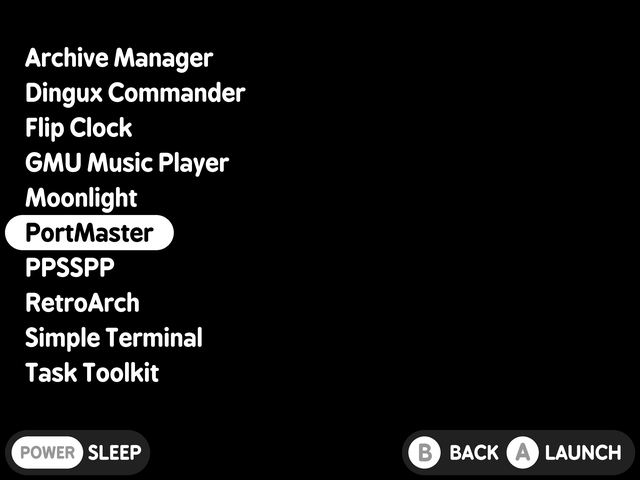 Archive Manager
Dingux Commander
Flip Clock
GMU Music Player
Moonlight
PortMaster
PPSSPP
RetroArch
Simple Terminal
Task Toolkit
POWER SLEEP B BACK A LAUNCH